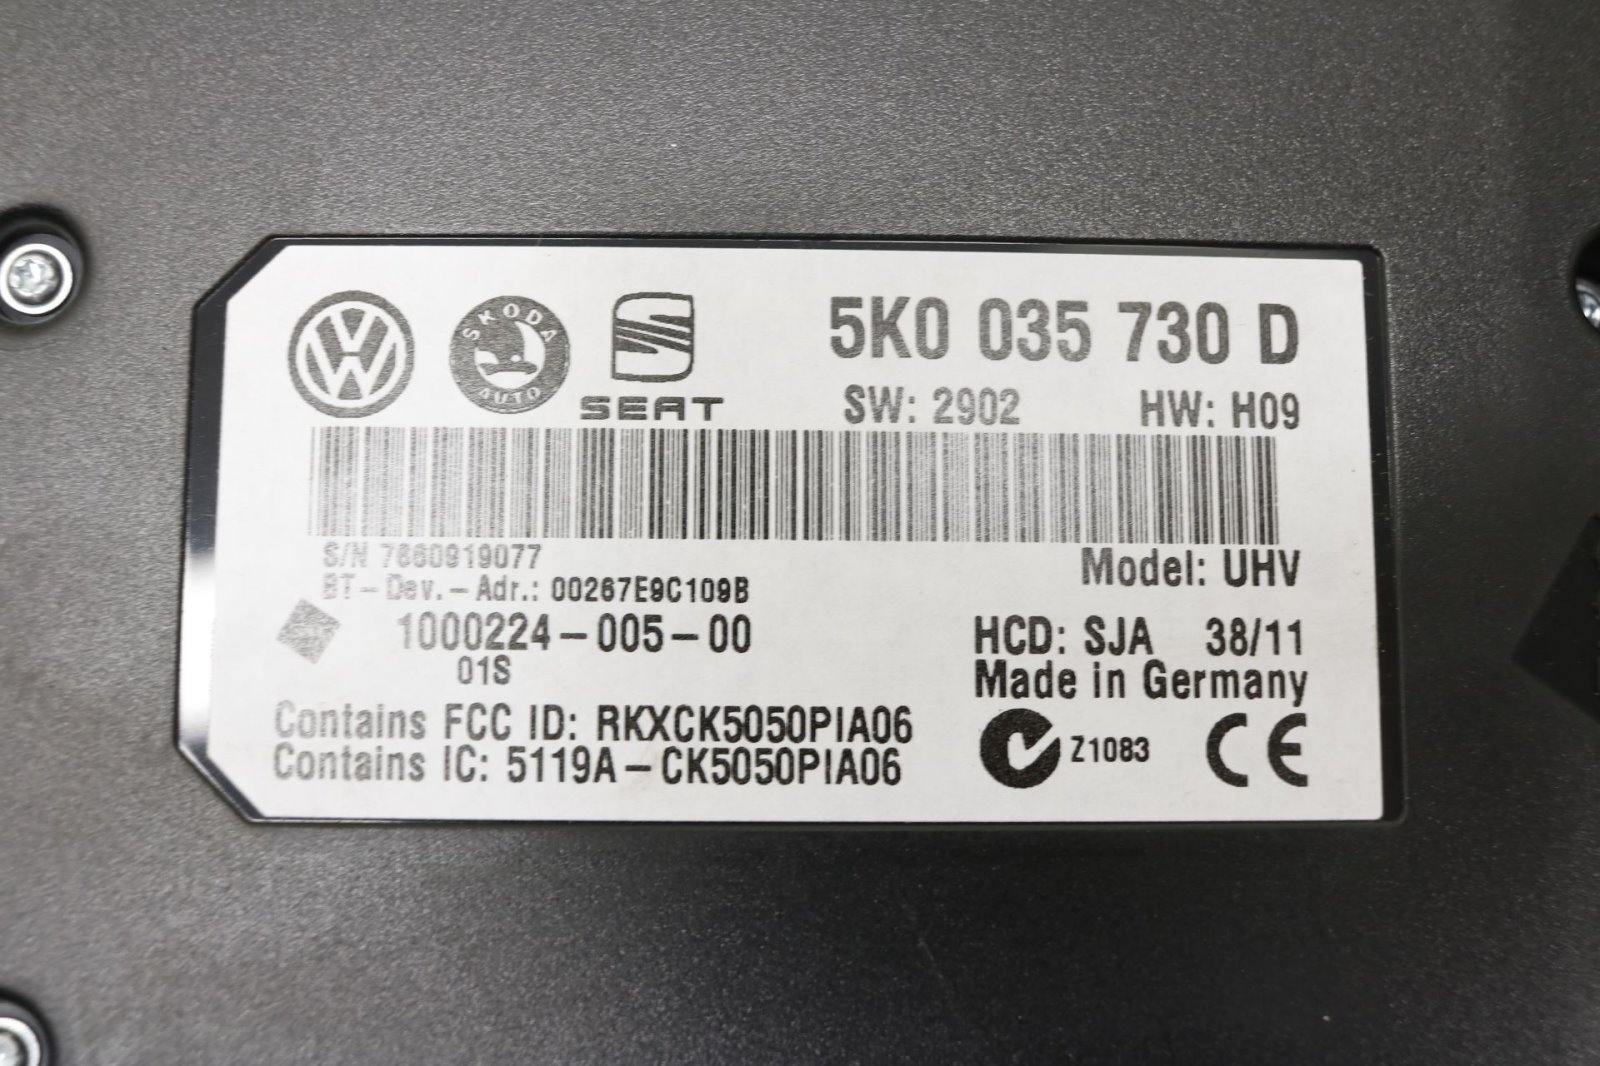 ŠKODA
AUTO
SEAT
5K0 035 730 D
SW: 2902 HW: H09
S/N 7860919077
BT-Dev.-Adr.: 00267E9C109B
Model: UHV
1000224-005-00
01S
HCD: SJA 38/11
Made in Germany
Contains FCC ID: RKXCK5050PIA06
Contains IC: 5119A-CK5050PIA06
Z1083
CE